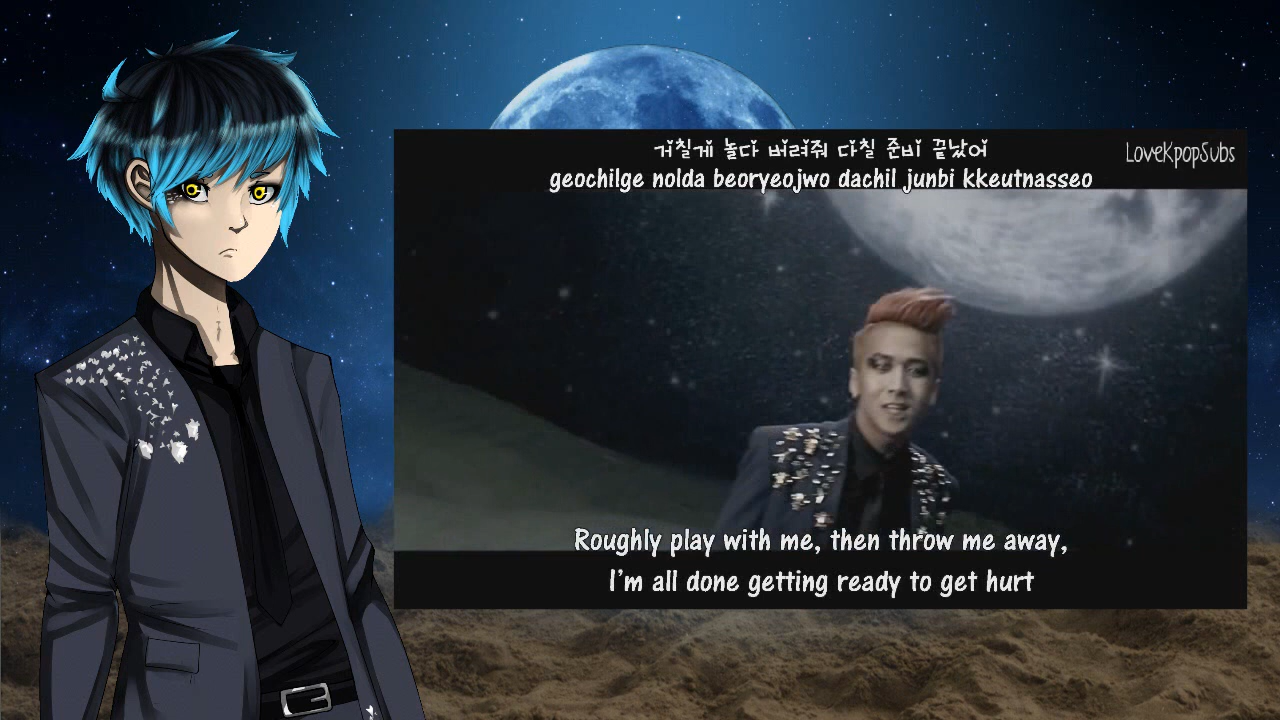 거칠게 놀다 버려줘 다칠 준비 끝났어
LoveKpopSubs
geochilge nolda beoryeojwo dachil junbi kkeutnasseo
Roughly play with me, then throw me away,
I'm all done getting ready to get hurt